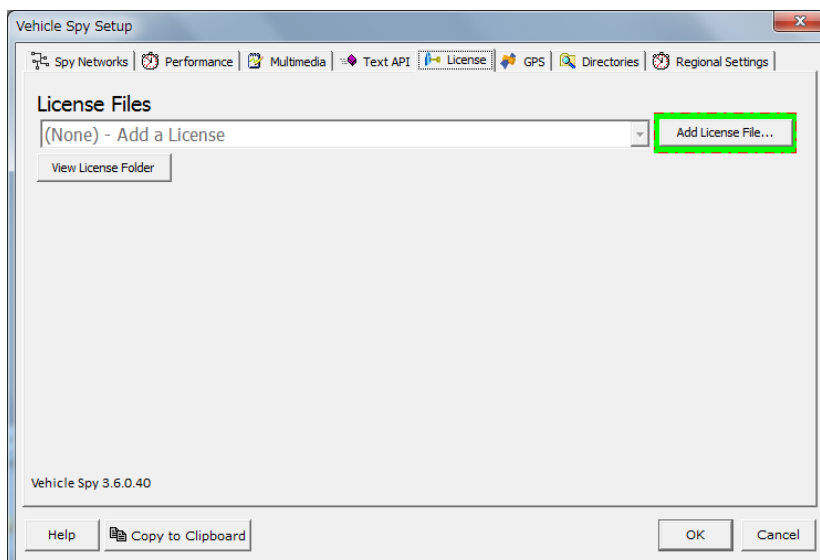 Vehicle Spy Setup
Spy Networks Performance Multimedia Text API License GPS Directories Regional Settings
License Files
(None) - Add a License Add License File...
View License Folder
Vehicle Spy 3.6.0.40
Help Copy to Clipboard OK Cancel